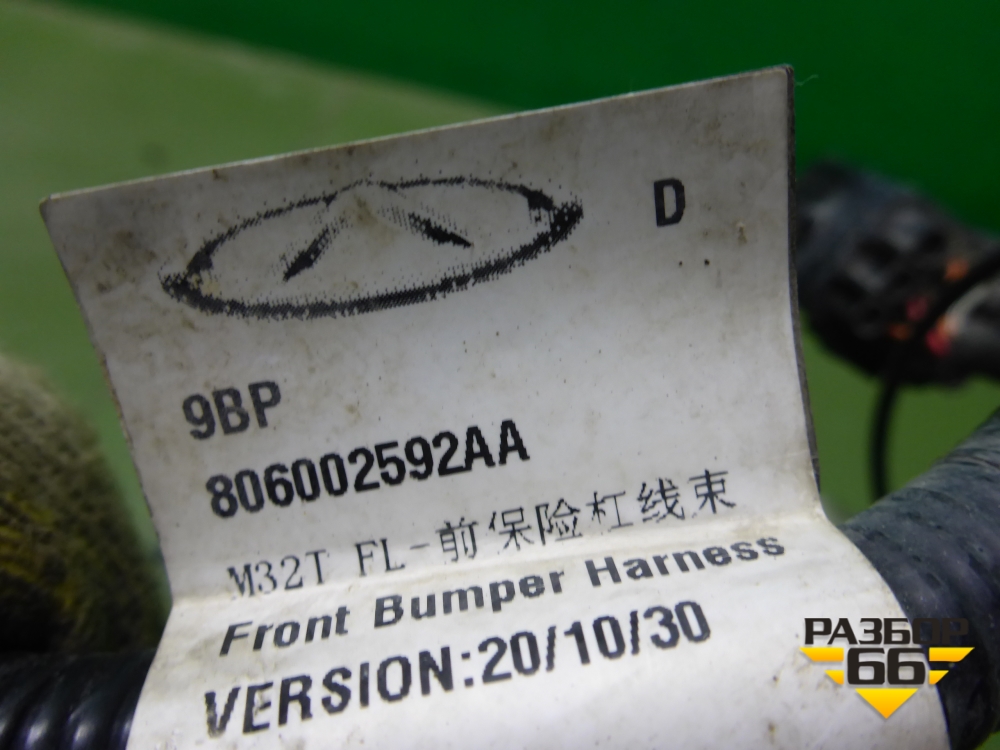 D
9BP
806002592AA
M32T FL-前保险杠线束
Front Bumper Harness
VERSION:20/10/30
РАЗБОР
66